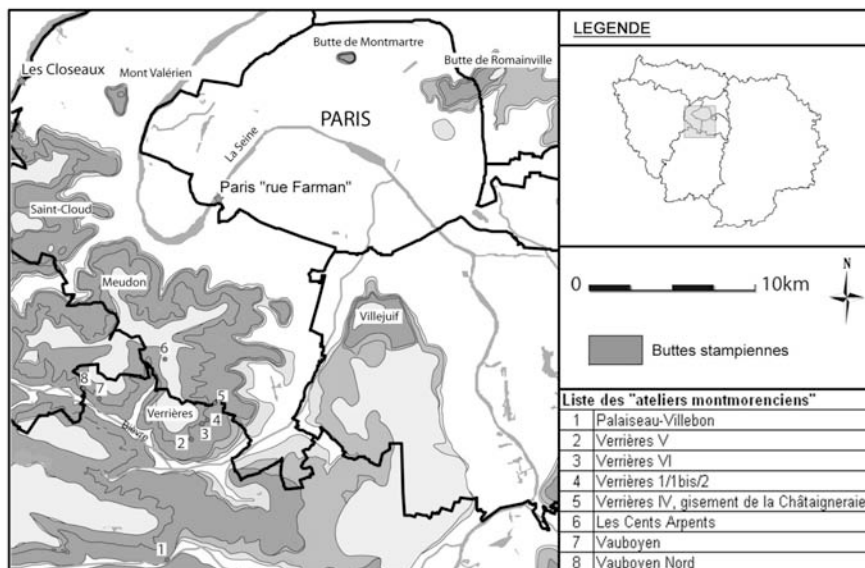 Les Closeaux
Mont Valérien
Butte de Montmartre
Butte de Romainville
PARIS
La Seine
Paris "rue Farman"
Saint-Cloud
Meudon
Villejuif
6
8
7
5
Verrières
4
3
2
Bièvre
1
LEGENDE
N
0 10km
Buttes stampiennes
Liste des "ateliers montmorenciens"
1 Palaiseau-Villebon
2 Verrières V
3 Verrières VI
4 Verrières 1/1bis/2
5 Verrières IV, gisement de la Châtaigneraie
6 Les Cents Arpents
7 Vauboyen
8 Vauboyen Nord